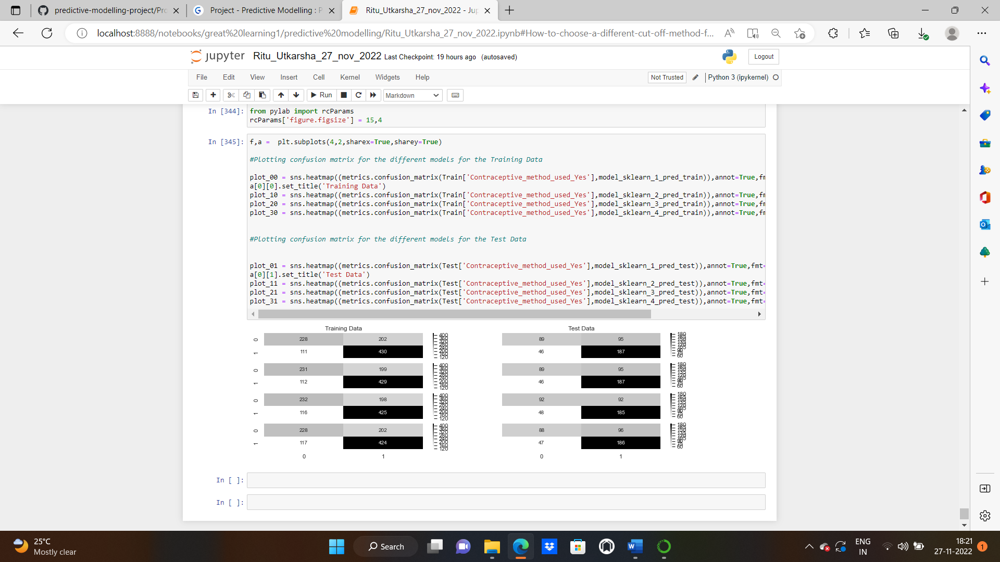 predictive-modelling-project/Pro
Project - Predictive Modelling : P
Ritu_Utkarsha_27_nov_2022 - Jup
localhost:8888/notebooks/great%20learning1/predictive%20modelling/Ritu_Utkarsha_27_nov_2022.ipynb#How-to-choose-a-different-cut-off-method-f...
jupyter Ritu_Utkarsha_27_nov_2022 Last Checkpoint: 19 hours ago (autosaved)
Logout
File Edit View Insert Cell Kernel Widgets Help
Not Trusted Python 3 (ipykernel)
Run Markdown
In [344]: from pylab import rcParams
rcParams['figure.figsize'] = 15,4
In [345]: f,a =  plt.subplots(4,2,sharex=True,sharey=True)
#Plotting confusion matrix for the different models for the Training Data
plot_00 = sns.heatmap((metrics.confusion_matrix(Train['Contraceptive_method_used_Yes'],model_sklearn_1_pred_train)),annot=True,fm
a[0][0].set_title('Training Data')
plot_10 = sns.heatmap((metrics.confusion_matrix(Train['Contraceptive_method_used_Yes'],model_sklearn_2_pred_train)),annot=True,fm
plot_20 = sns.heatmap((metrics.confusion_matrix(Train['Contraceptive_method_used_Yes'],model_sklearn_3_pred_train)),annot=True,fm
plot_30 = sns.heatmap((metrics.confusion_matrix(Train['Contraceptive_method_used_Yes'],model_sklearn_4_pred_train)),annot=True,fm
#Plotting confusion matrix for the different models for the Test Data
plot_01 = sns.heatmap((metrics.confusion_matrix(Test['Contraceptive_method_used_Yes'],model_sklearn_1_pred_test)),annot=True,fmt=
a[0][1].set_title('Test Data')
plot_11 = sns.heatmap((metrics.confusion_matrix(Test['Contraceptive_method_used_Yes'],model_sklearn_2_pred_test)),annot=True,fmt=
plot_21 = sns.heatmap((metrics.confusion_matrix(Test['Contraceptive_method_used_Yes'],model_sklearn_3_pred_test)),annot=True,fmt=
plot_31 = sns.heatmap((metrics.confusion_matrix(Test['Contraceptive_method_used_Yes'],model_sklearn_4_pred_test)),annot=True,fmt=
Training Data Test Data
0 228 202 89 95
1 111 430 46 187
0 231 199 89 95
1 112 429 46 187
0 232 198 92 92
1 116 425 48 185
0 228 202 88 96
1 117 424 47 186
0 1 0 1
In [ ]:
In [ ]:
25°C
Mostly clear
Search
ENG
IN
18:21
27-11-2022
1